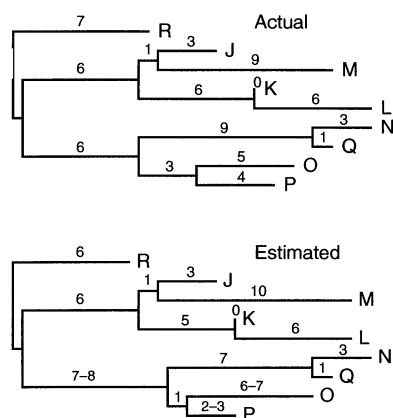 Actual
7 R
1 3 J
9 M
6
0 K
6
6 L
9 3 N
1 Q
6
5 O
3
4 P
Estimated
6 R
1 3 J
10 M
6
0 K
5
6 L
7 3 N
1 Q
7–8
6–7 O
1
2–3 P